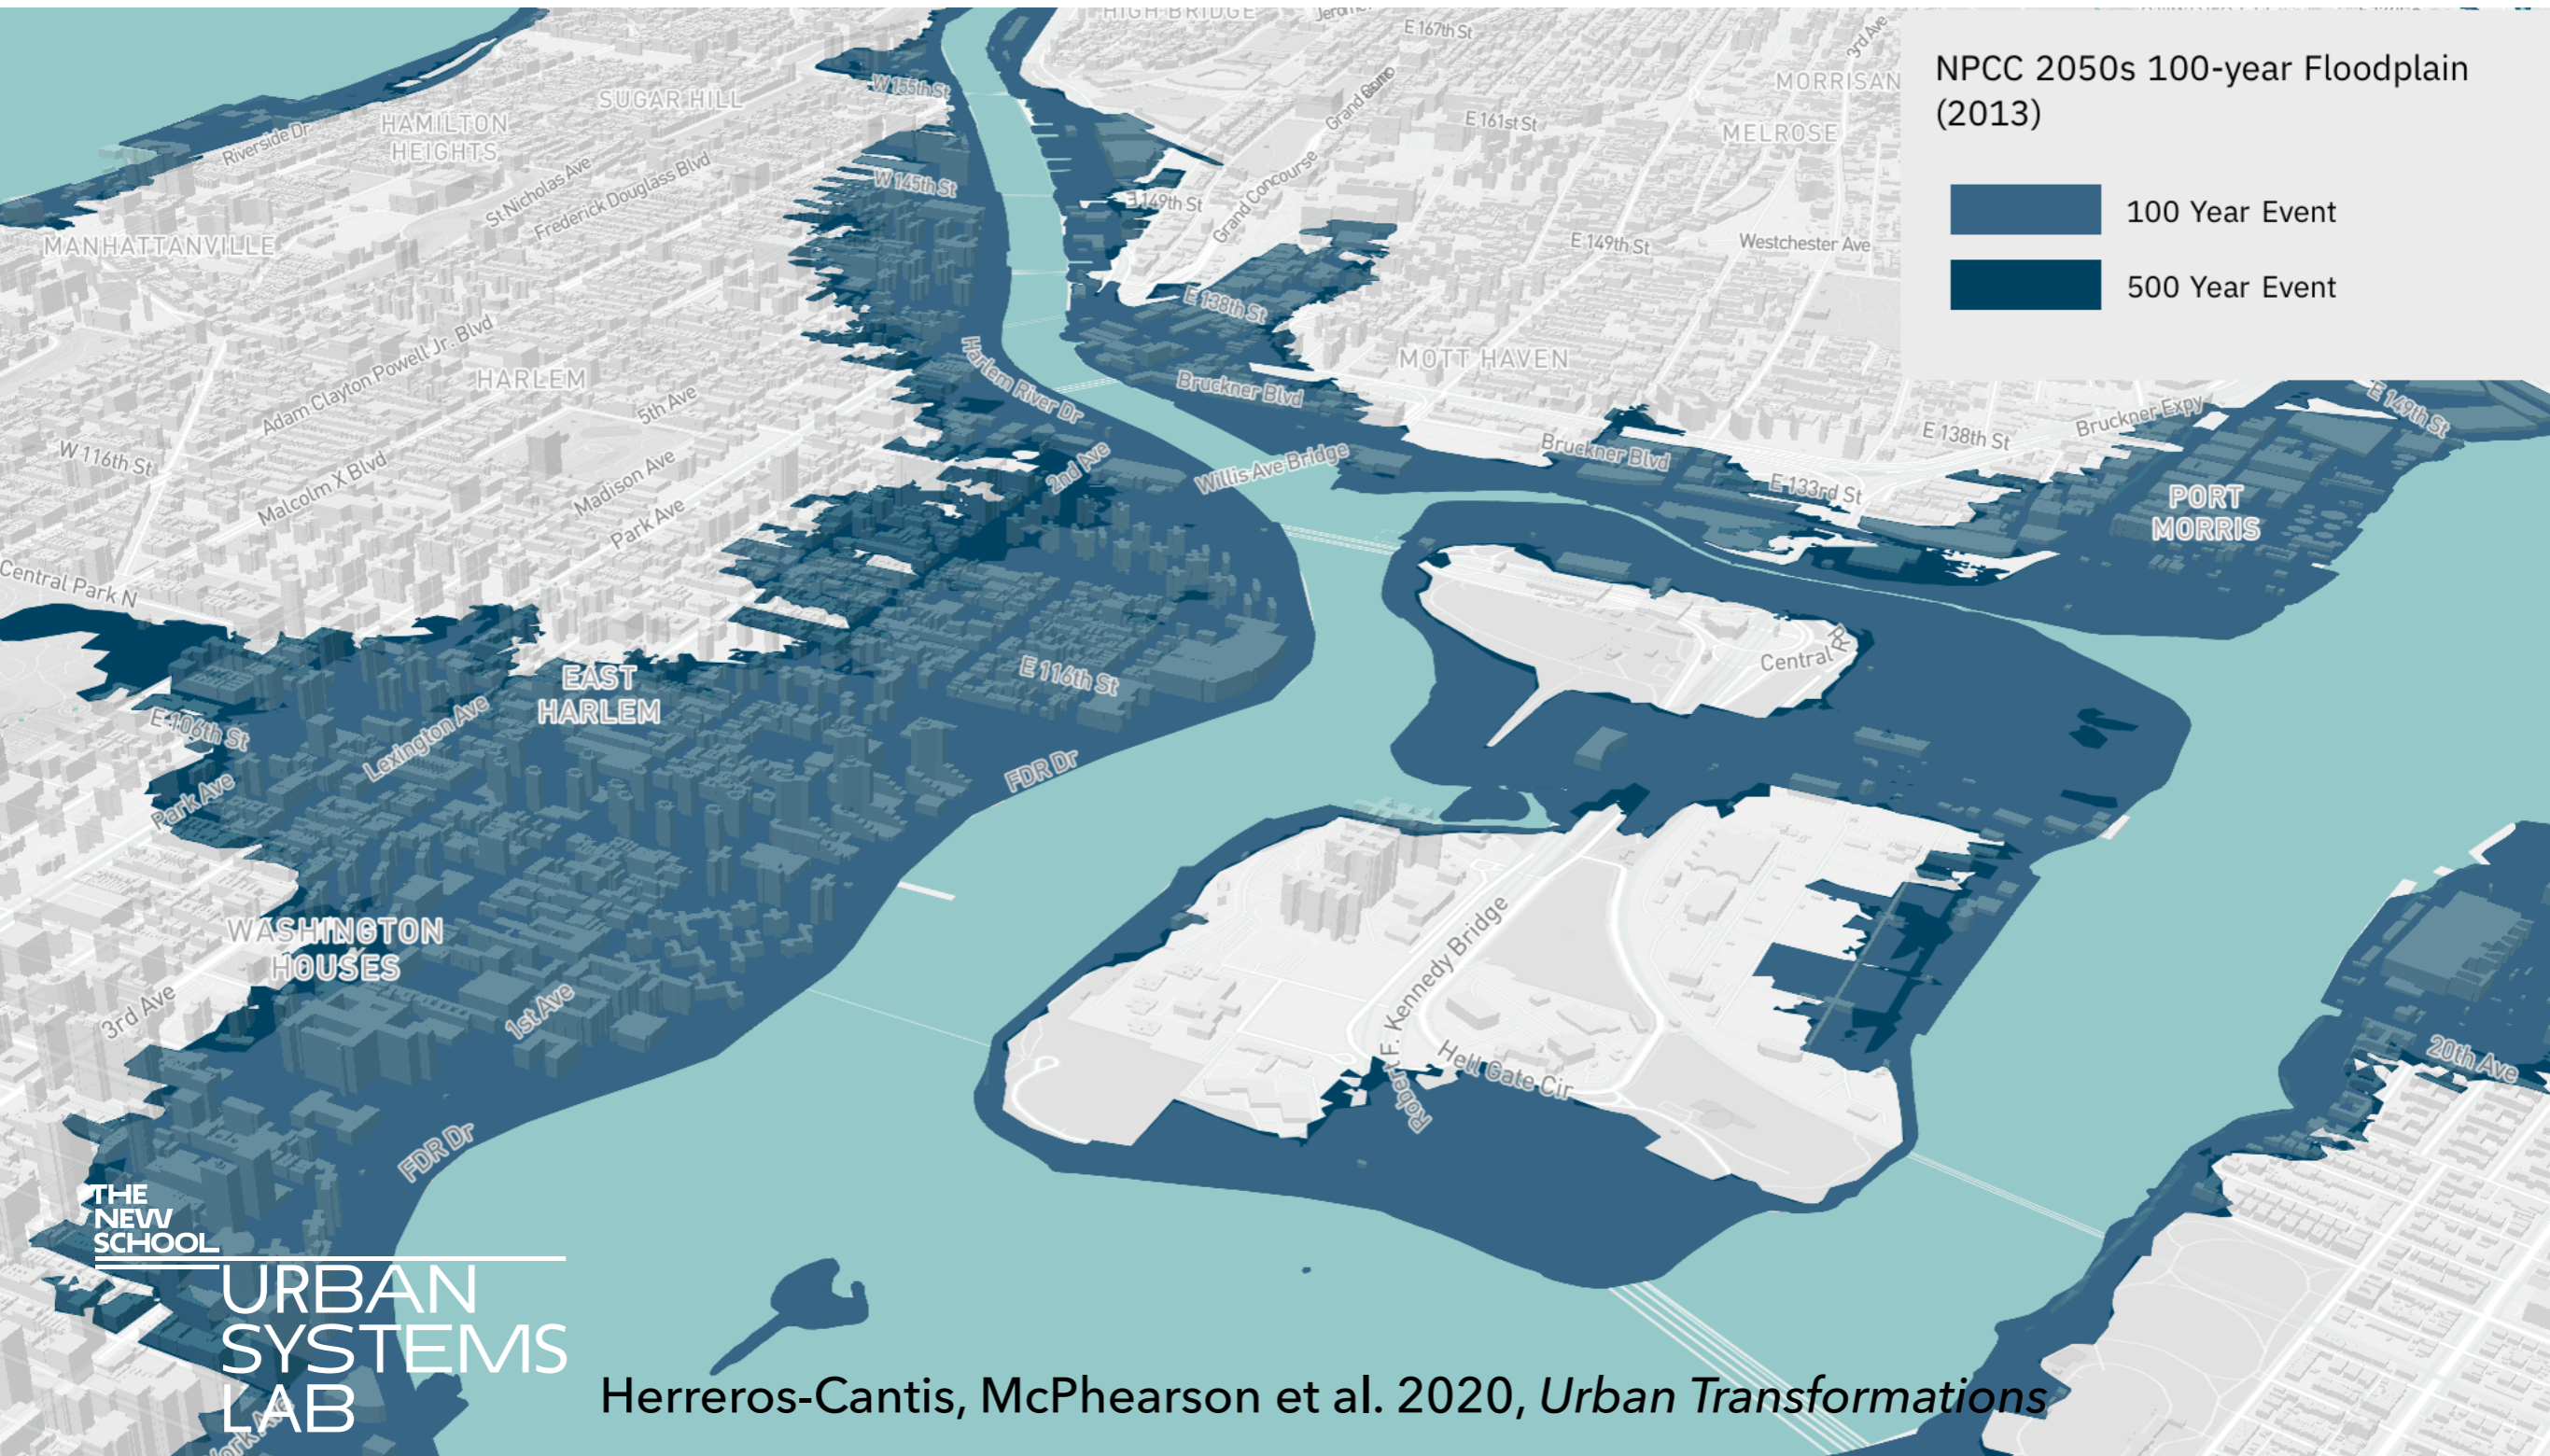 HIGH BRIDGE
E 167th St
3rd Ave
NPCC 2050s 100-year Floodplain
(2013)
100 Year Event
500 Year Event
MORRISAN
W 155th St
SUGAR HILL
HAMILTON
HEIGHTS
Riverside Dr
E 161st St
MELROSE
St Nicholas Ave
Frederick Douglass Blvd
W 145th St
E 149th St
Grand Concourse
MANHATTANVILLE
E 149th St
Westchester Ave
E 138th St
Adam Clayton Powell Jr. Blvd
HARLEM
5th Ave
Harlem River Dr
MOTT HAVEN
Bruckner Blvd
E 149th St
Bruckner Expy
E 138th St
W 116th St
Malcolm X Blvd
Madison Ave
Park Ave
2nd Ave
Willis Ave Bridge
Bruckner Blvd
E 133rd St
PORT
MORRIS
Central Park N
Central Rd
E 116th St
EAST
HARLEM
E 106th St
Lexington Ave
Park Ave
FDR Dr
WASHINGTON
HOUSES
3rd Ave
1st Ave
Robert F. Kennedy Bridge
Hell Gate Cir
20th Ave
FDR Dr
THE
NEW
SCHOOL
URBAN
SYSTEMS
LAB
Herreros-Cantis, McPhearson et al. 2020, Urban Transformations